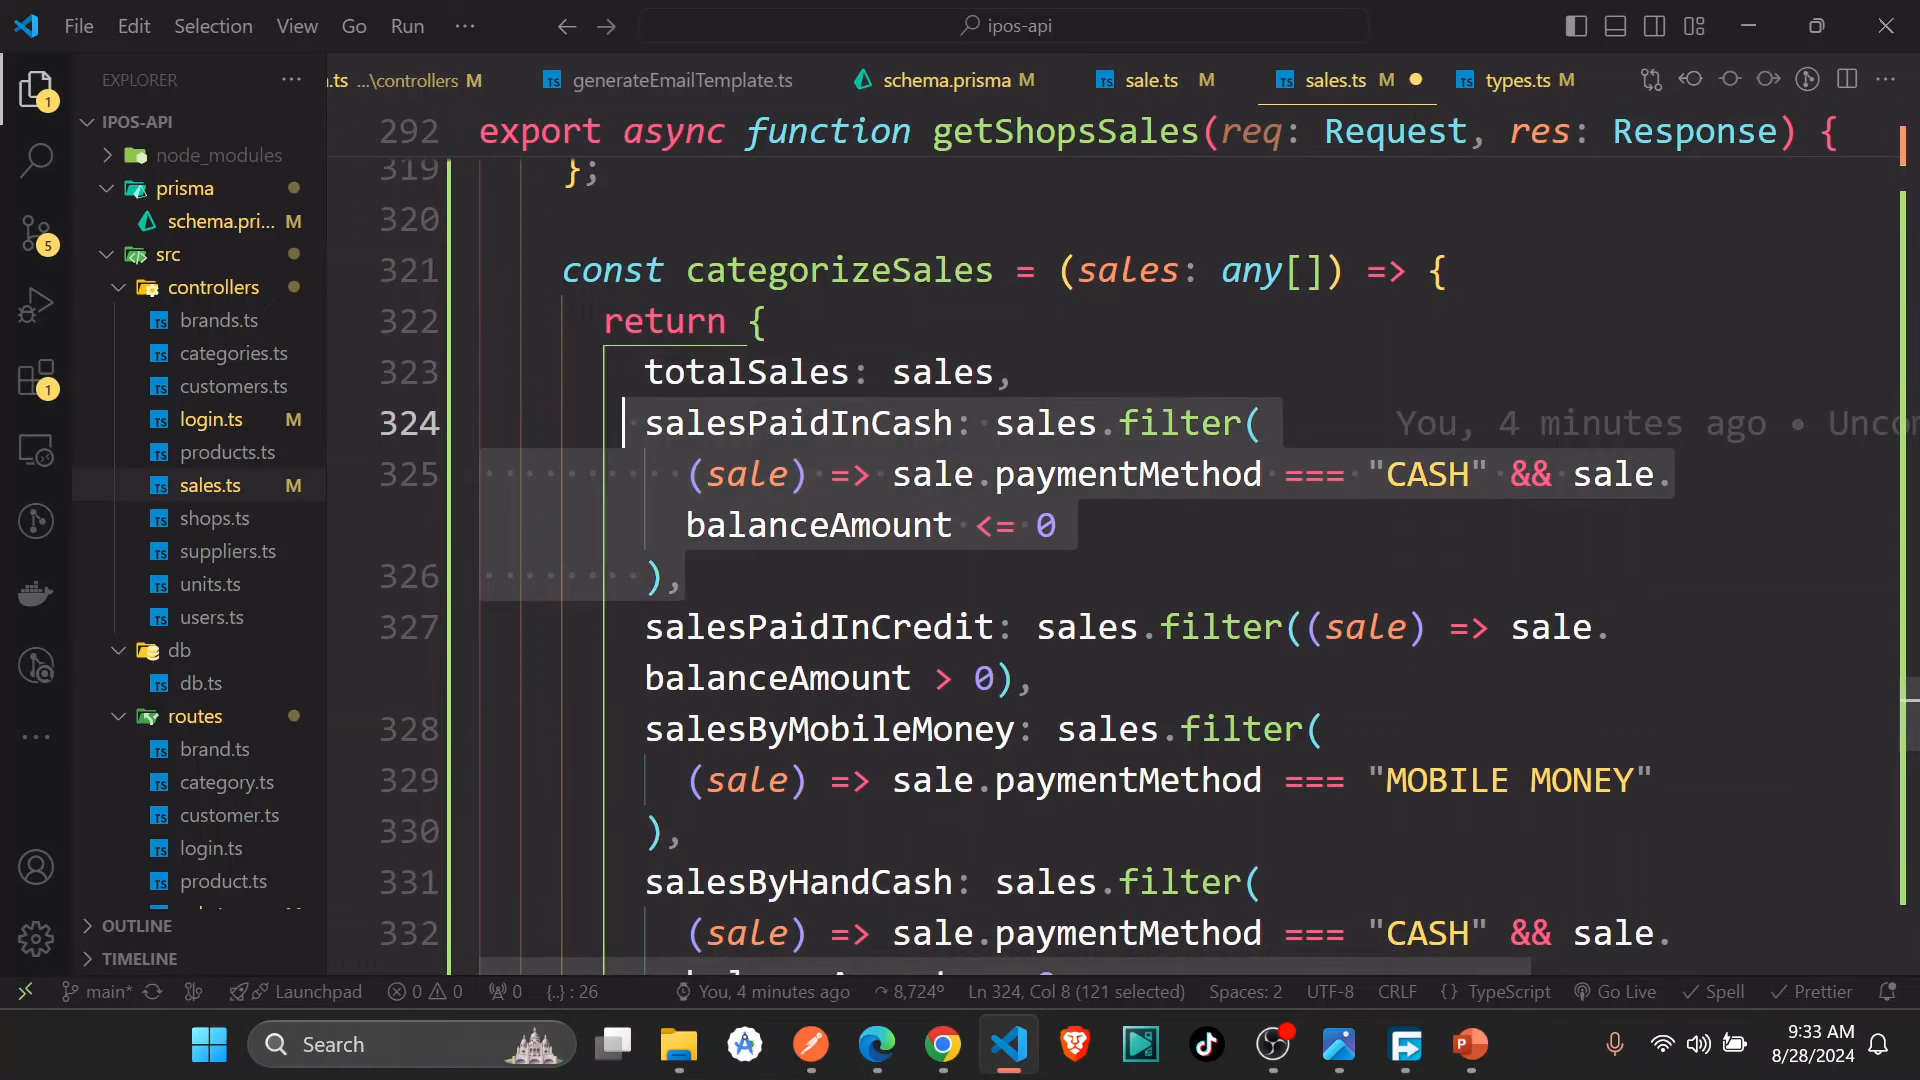 File Edit Selection View Go Run ···
ipos-api
EXPLORER
.ts ...\controllers M
generateEmailTemplate.ts
schema.prisma M
sale.ts M
sales.ts M
types.ts M
IPOS-API
node_modules
prisma
schema.pri... M
src
controllers
brands.ts
categories.ts
customers.ts
login.ts M
products.ts
sales.ts M
shops.ts
suppliers.ts
units.ts
users.ts
db
db.ts
routes
brand.ts
category.ts
customer.ts
login.ts
product.ts
OUTLINE
TIMELINE
1
5
1
292 export async function getShopsSales(req: Request, res: Response) {
319 };
320
321 const categorizeSales = (sales: any[]) => {
322 return {
323 totalSales: sales,
324 salesPaidInCash: sales.filter( You, 4 minutes ago • Uncor
325 (sale) => sale.paymentMethod === "CASH" && sale.
balanceAmount <= 0
326 ),
327 salesPaidInCredit: sales.filter((sale) => sale.
balanceAmount > 0),
328 salesByMobileMoney: sales.filter(
329 (sale) => sale.paymentMethod === "MOBILE MONEY"
330 ),
331 salesByHandCash: sales.filter(
332 (sale) => sale.paymentMethod === "CASH" && sale.
main* Launchpad 0 0 0 {..} : 26 You, 4 minutes ago 8,724º Ln 324, Col 8 (121 selected) Spaces: 2 UTF-8 CRLF {} TypeScript Go Live Spell Prettier
Search
9:33 AM
8/28/2024